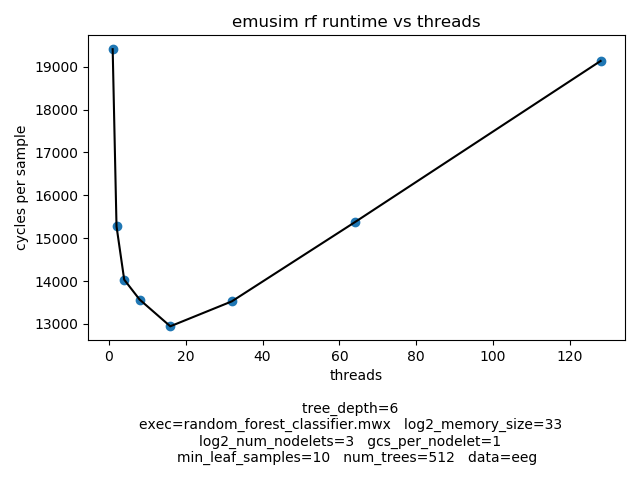 emusim rf runtime vs threads
19000
18000
17000
16000
15000
14000
13000
cycles per sample
0 20 40 60 80 100 120
threads
tree_depth=6
exec=random_forest_classifier.mwx log2_memory_size=33
log2_num_nodelets=3 gcs_per_nodelet=1
min_leaf_samples=10 num_trees=512 data=eeg